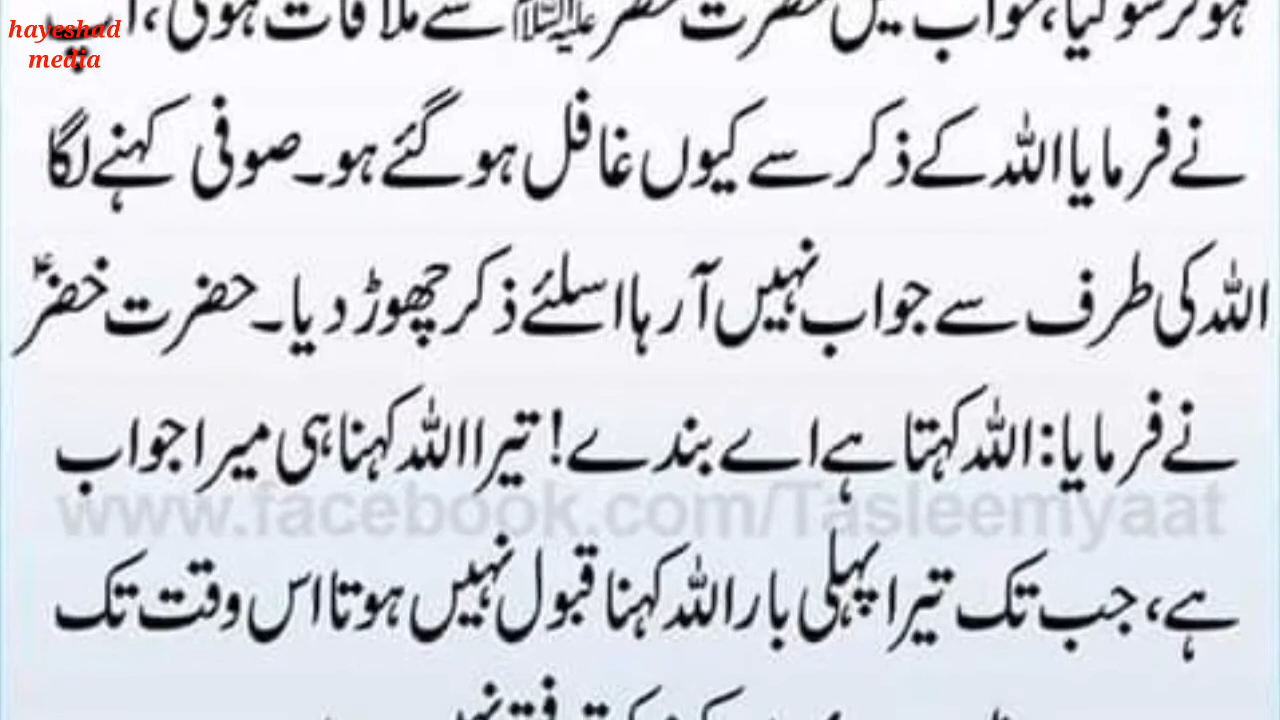 hayeshad
media
ہوکر سو گیا، خواب میں حضرت خضر علیہ السلام سے ملاقات ہوئی، آپ
نے فرمایا اللہ کے ذکر سے کیوں غافل ہو گئے ہو۔ صوفی کہنے لگا
اللہ کی طرف سے جواب نہیں آ رہا اسلئے ذکر چھوڑ دیا۔ حضرت خضرؑ
نے فرمایا: اللہ کہتا ہے اے بندے! تیرا اللہ کہنا ہی میرا جواب
www.facebook.com/Tasleemyaat
ہے، جب تک تیرا پہلی بار اللہ کہنا قبول نہیں ہوتا اس وقت تک